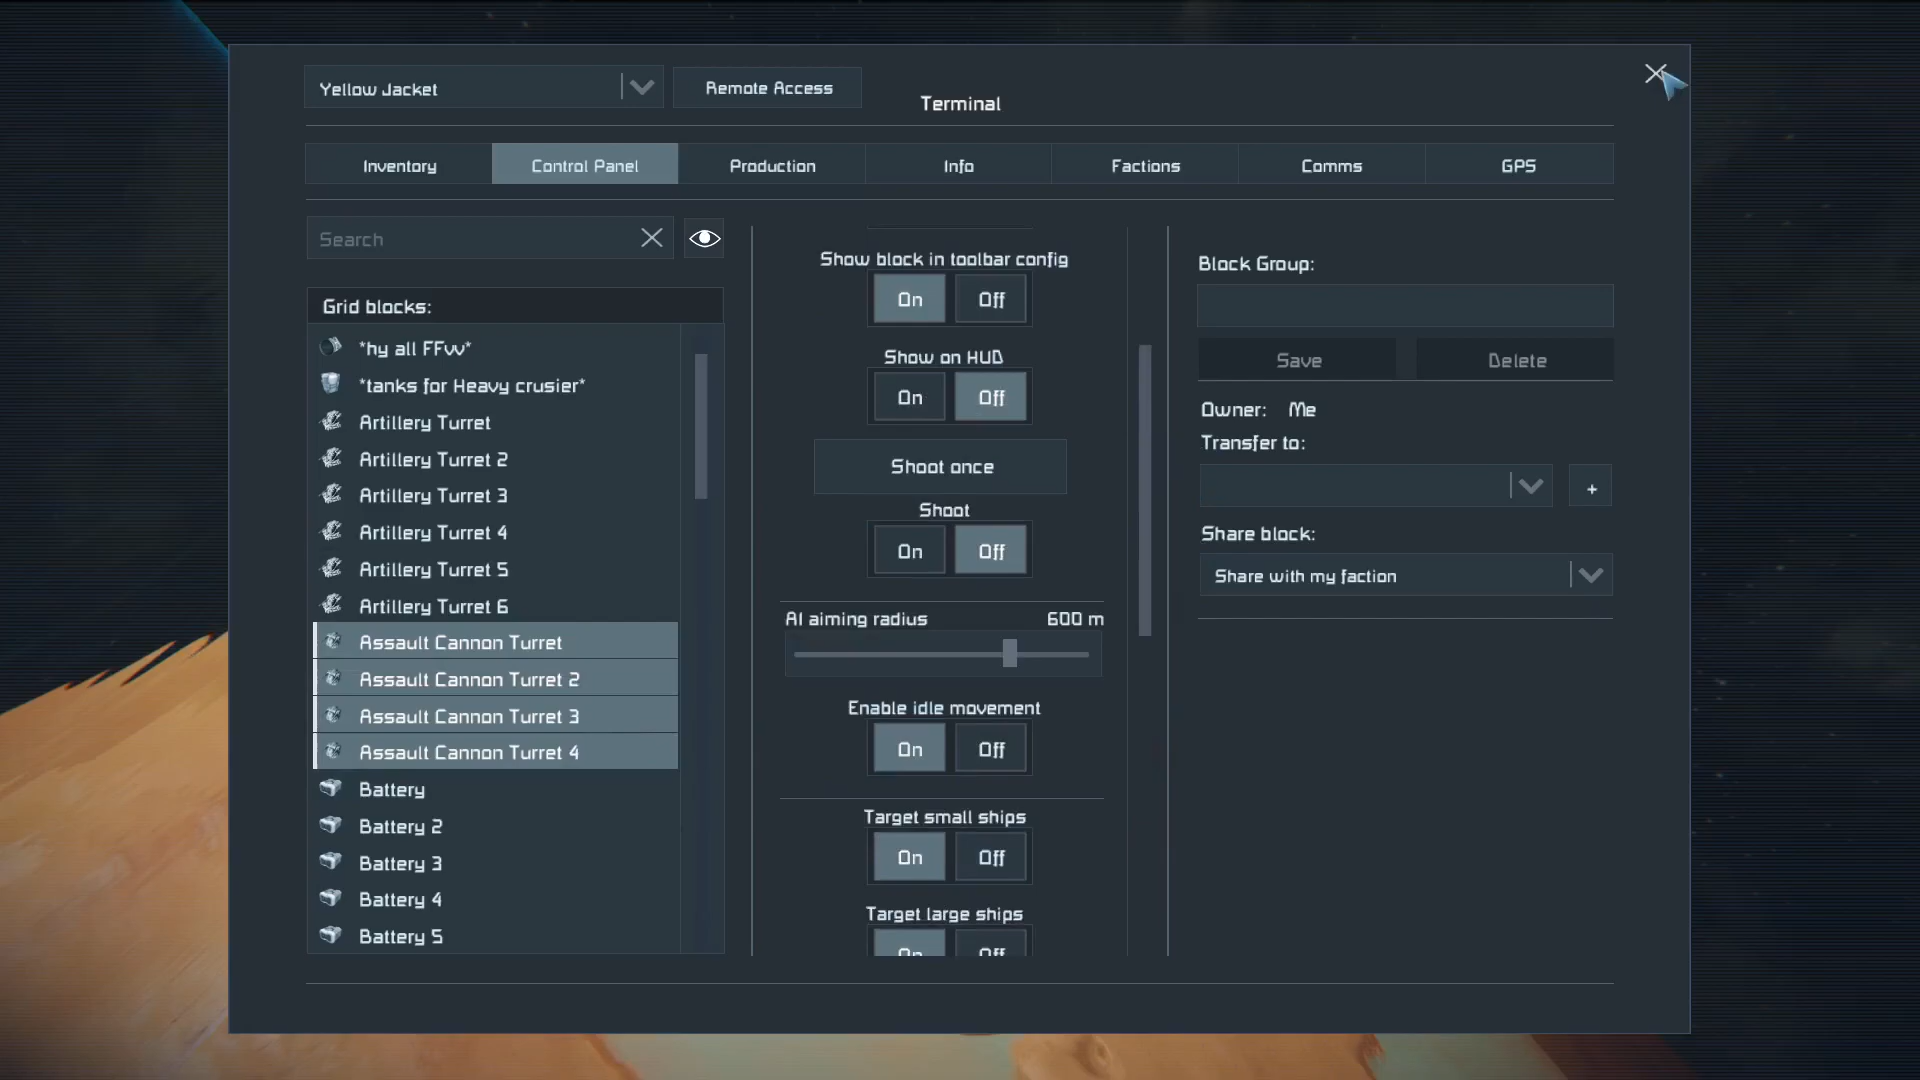 Yellow Jacket
Remote Access
Terminal
Inventory
Control Panel
Production
Info
Factions
Comms
GPS
Search
Grid blocks:
*hy all FFvv*
*tanks for Heavy crusier*
Artillery Turret
Artillery Turret 2
Artillery Turret 3
Artillery Turret 4
Artillery Turret 5
Artillery Turret 6
Assault Cannon Turret
Assault Cannon Turret 2
Assault Cannon Turret 3
Assault Cannon Turret 4
Battery
Battery 2
Battery 3
Battery 4
Battery 5
Show block in toolbar config
On Off
Show on HUD
On Off
Shoot once
Shoot
On Off
AI aiming radius 600 m
Enable idle movement
On Off
Target small ships
On Off
Target large ships
On Off
Block Group:
Save
Delete
Owner: Me
Transfer to:
+
Share block:
Share with my faction